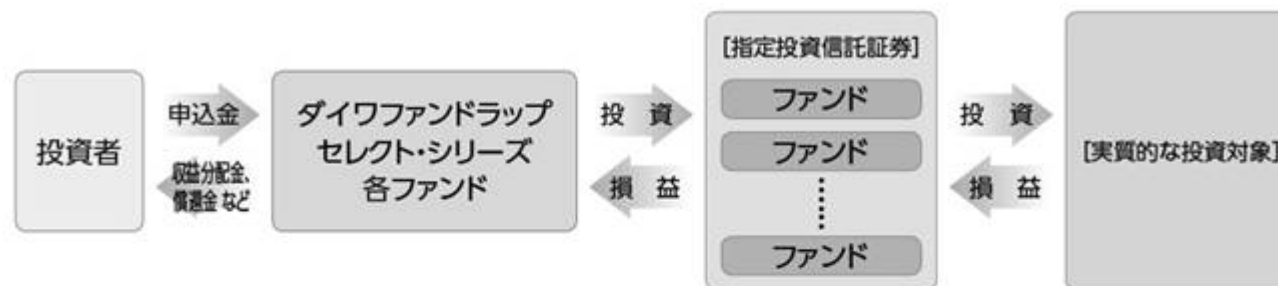 投資者
申込金
収益分配金、
償還金 など
ダイワファンドラップ
セレクト・シリーズ
各ファンド
投 資
損 益
[指定投資信託証券]
ファンド
ファンド
ファンド
投 資
損 益
[実質的な投資対象]